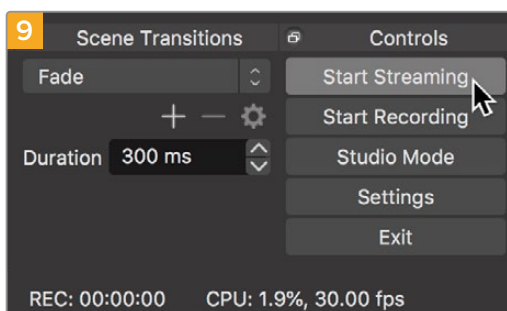 9
Scene Transitions
Controls
Fade
Start Streaming
Start Recording
Duration 300 ms
Studio Mode
Settings
Exit
REC: 00:00:00 CPU: 1.9%, 30.00 fps